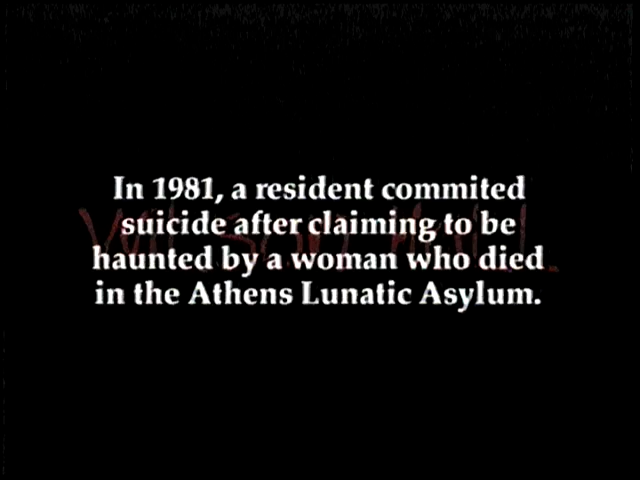 In 1981, a resident commited
suicide after claiming to be
haunted by a woman who died
in the Athens Lunatic Asylum.